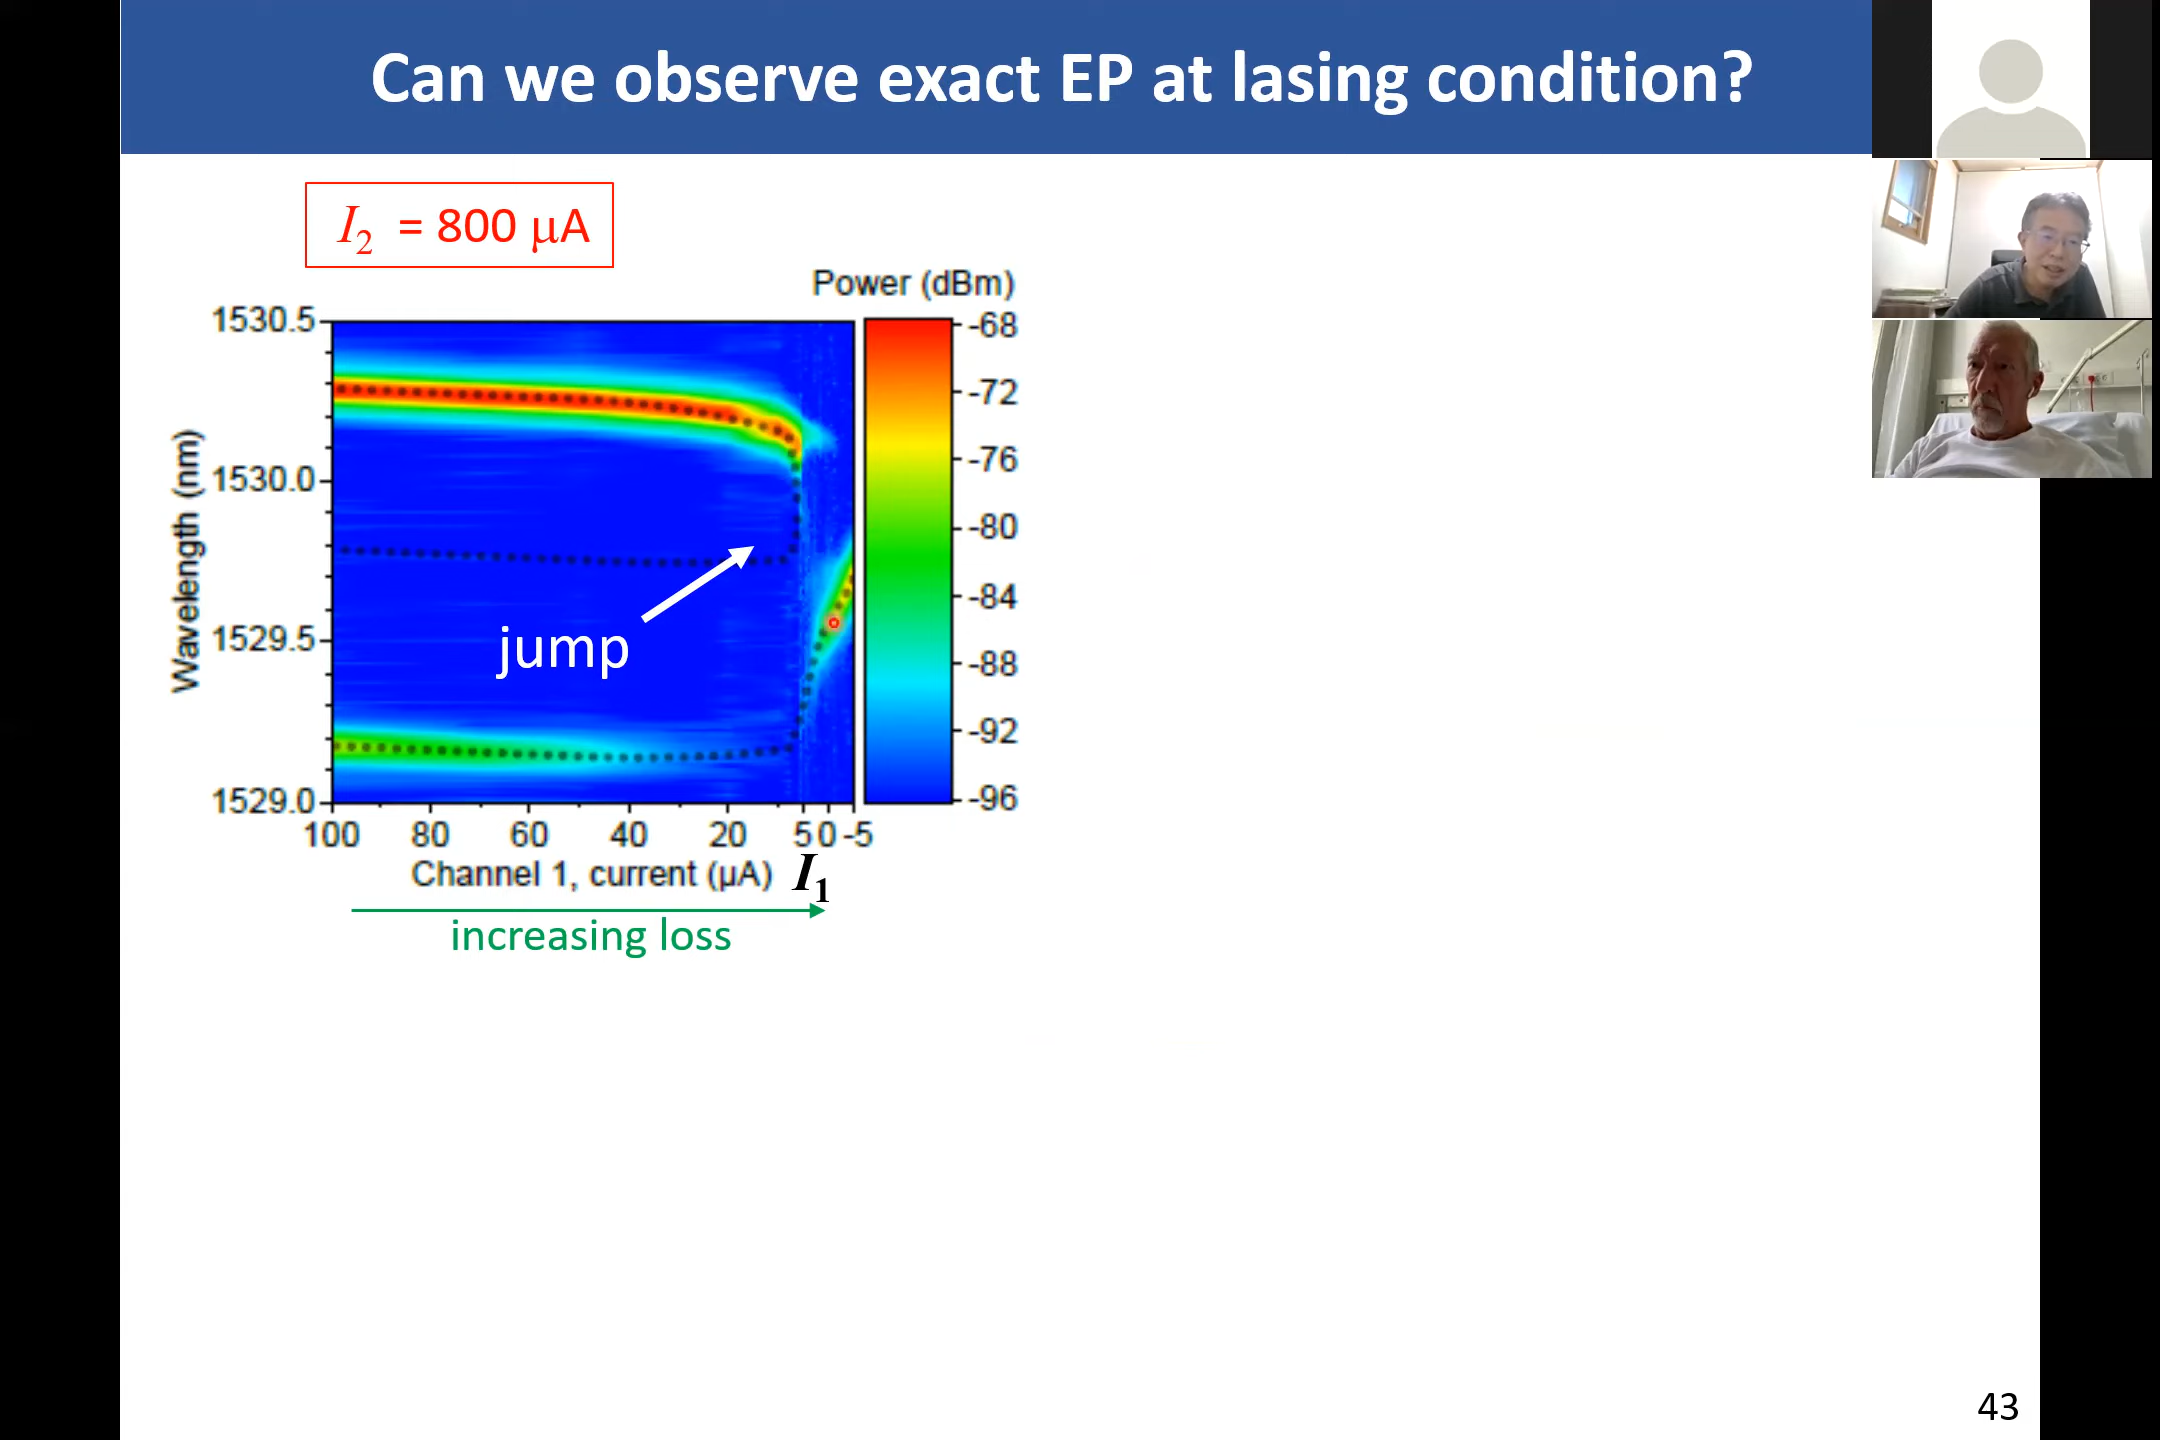 Can we observe exact EP at lasing condition?
I2 = 800 μA
Power (dBm)
1530.5
1530.0
1529.5
1529.0
Wavelength (nm)
jump
-68
-72
-76
-80
-84
-88
-92
-96
100 80 60 40 20 5 0 -5
Channel 1, current (μA) I1
increasing loss
43